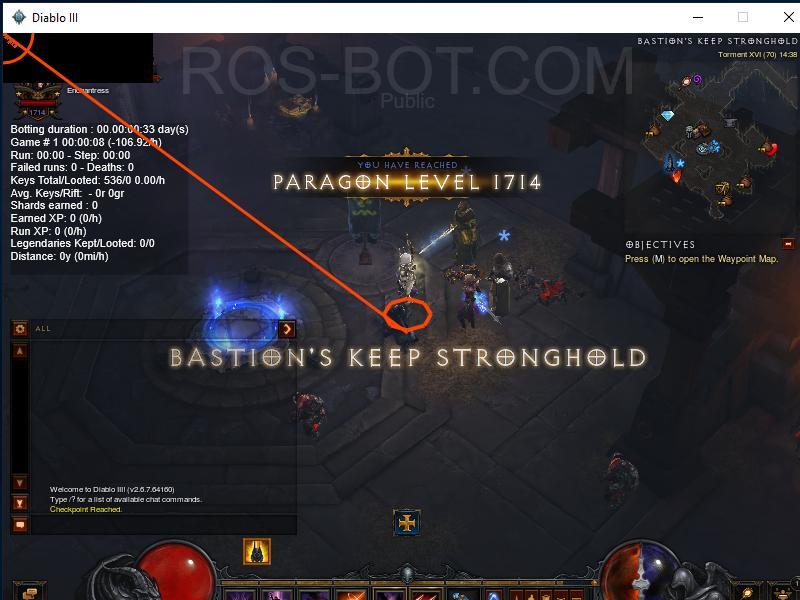 Diablo III
BASTION'S KEEP STRONGHOLD
Torment XVI (70) 14:38
ROS-BOT.COM
Public
Enchantress
1714
Botting duration : 00.00:00:33 day(s)
Game # 1 00:00:08 (-106.92/h)
Run: 00:00 - Step: 00:00
Failed runs: 0 - Deaths: 0
Keys Total/Looted: 536/0 0.00/h
Avg. Keys/Rift: - 0r 0gr
Shards earned : 0
Earned XP: 0 (0/h)
Run XP: 0 (0/h)
Legendaries Kept/Looted: 0/0
Distance: 0y (0mi/h)
YOU HAVE REACHED
PARAGON LEVEL 1714
OBJECTIVES
Press (M) to open the Waypoint Map.
ALL
BASTION'S KEEP STRONGHOLD
Welcome to Diablo III! (v2.6.7.64160)
Type /? for a list of available chat commands.
Checkpoint Reached.